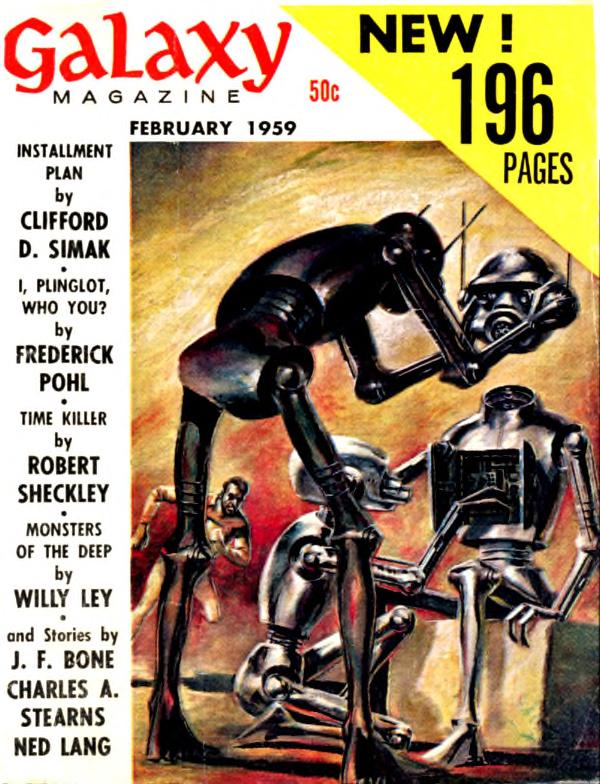 Galaxy
MAGAZINE
50c
NEW!
196
PAGES
FEBRUARY 1959
INSTALLMENT
PLAN
by
CLIFFORD
D. SIMAK
•
I, PLINGLOT,
WHO YOU?
by
FREDERICK
POHL
•
TIME KILLER
by
ROBERT
SHECKLEY
•
MONSTERS
OF THE DEEP
by
WILLY LEY
•
and Stories by
J. F. BONE
CHARLES A.
STEARNS
NED LANG